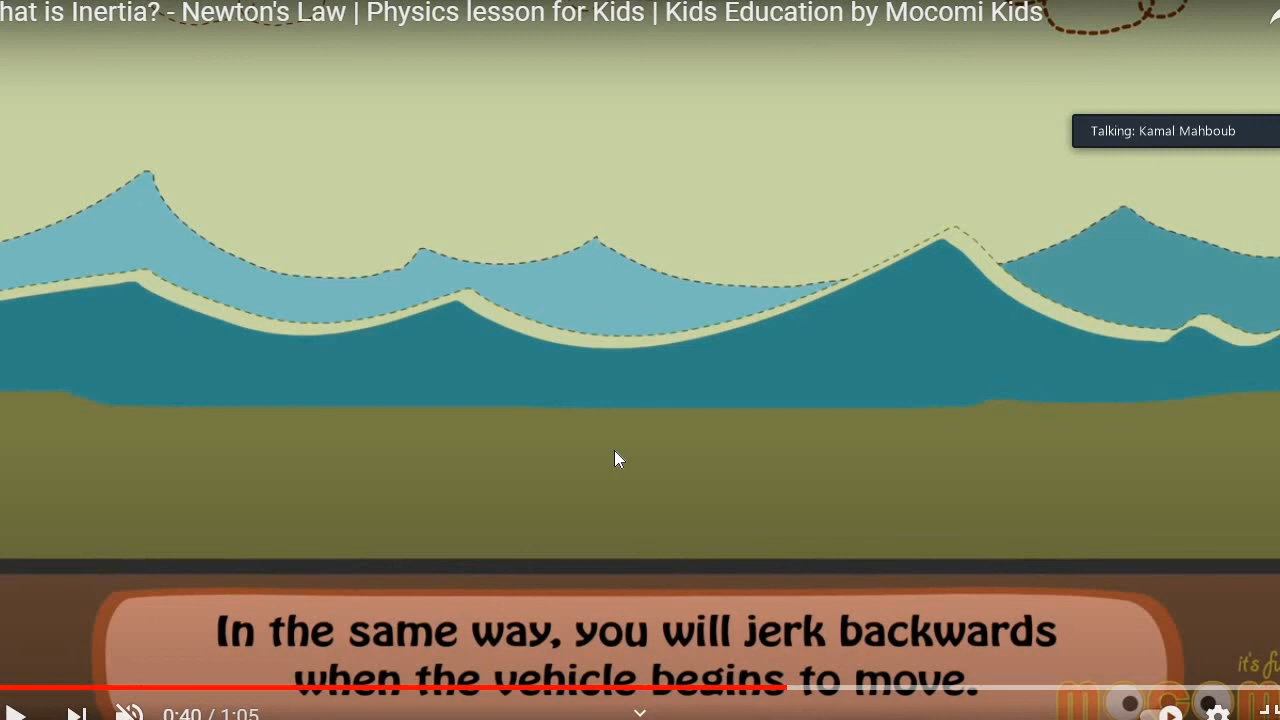 hat is Inertia? - Newton's Law | Physics lesson for Kids | Kids Education by Mocomi Kids
Talking: Kamal Mahboub
In the same way, you will jerk backwards
when the vehicle begins to move.
it's fu
mocom
0:40 / 1:05